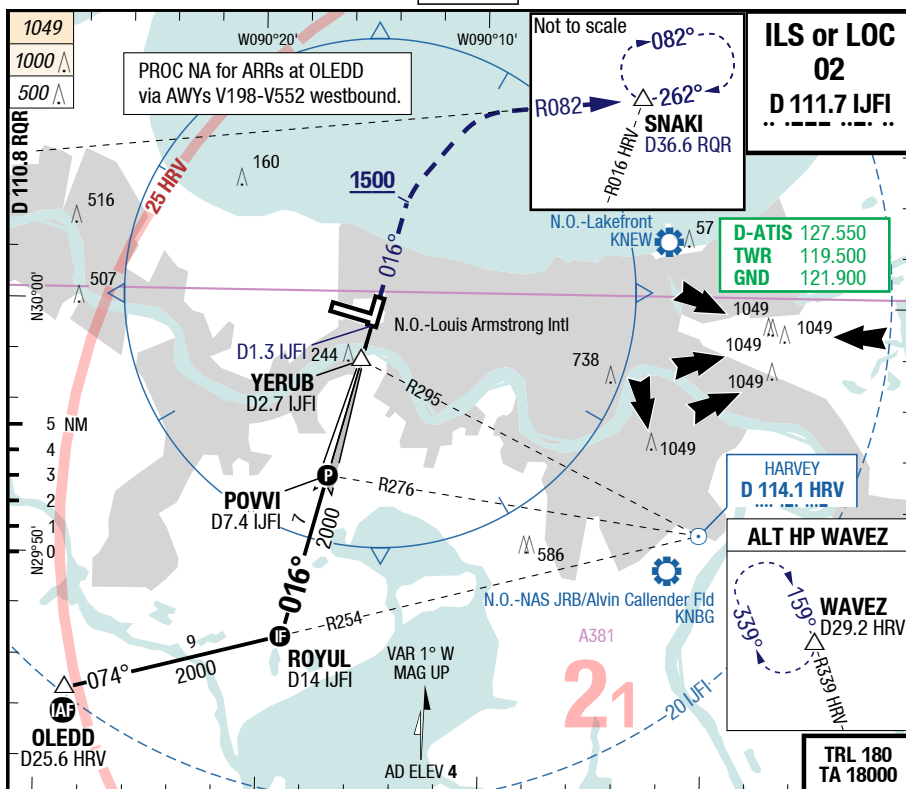 1049
1000
500
W090°20'
W090°10'
PROC NA for ARRs at OLEDD
via AWYs V198-V552 westbound.
Not to scale
082°
262°
R082
SNAKI
D36.6 RQR
R016 HRV
ILS or LOC
02
D 111.7 IJFI
D 110.8 RQR
25 HRV
160
516
507
1500
016°
N.O.-Lakefront
KNEW
57
D-ATIS 127.550
TWR 119.500
GND 121.900
N30°00'
N.O.-Louis Armstrong Intl
D1.3 IJFI
244
YERUB
D2.7 IJFI
R295
738
1049
1049
1049
1049
1049
5 NM
4
3
2
1
0
N29°50'
POVVI
D7.4 IJFI
P
R276
7
2000
016°
586
HARVEY
D 114.1 HRV
N.O.-NAS JRB/Alvin Callender Fld
KNBG
ALT HP WAVEZ
159°
339°
WAVEZ
D29.2 HRV
R339 HRV
R254
IF
ROYUL
D14 IJFI
9
2000
074°
IAF
OLEDD
D25.6 HRV
VAR 1° W
MAG UP
AD ELEV 4
A381
21
20 IJFI
TRL 180
TA 18000